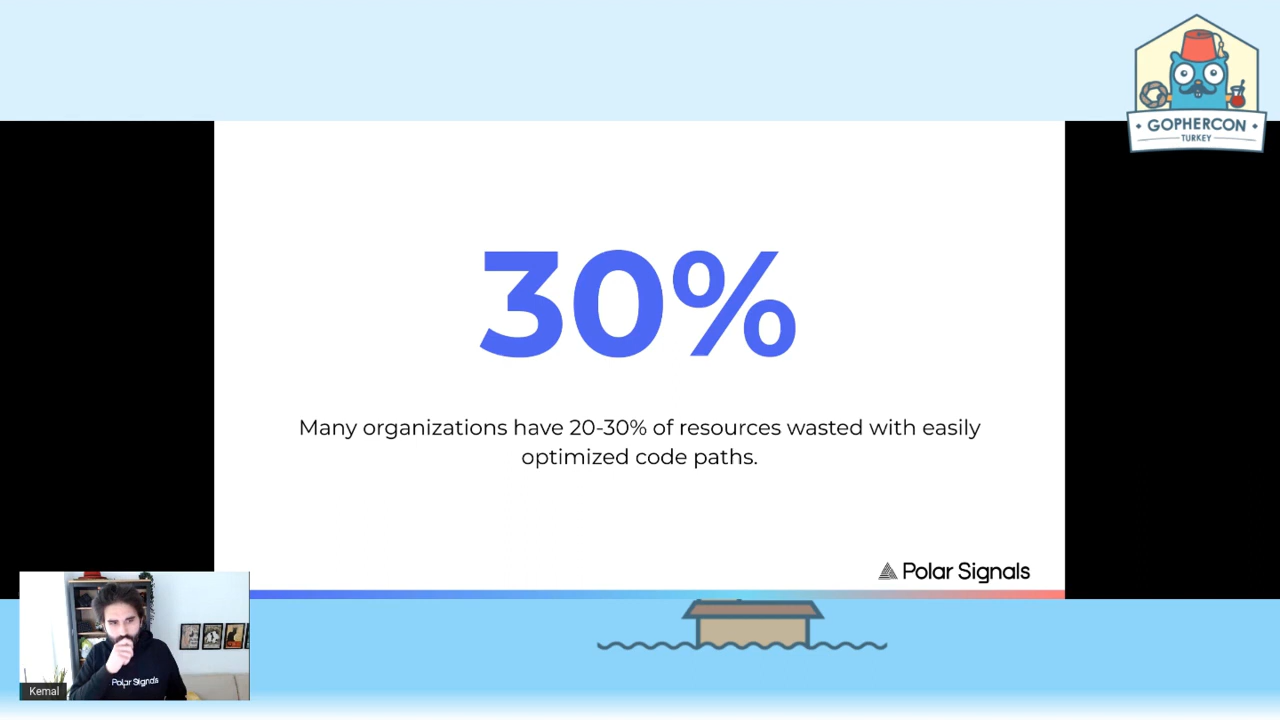 GOPHERCON
TURKEY
30%
Many organizations have 20-30% of resources wasted with easily
optimized code paths.
Polar Signals
Polar Signals
Kemal